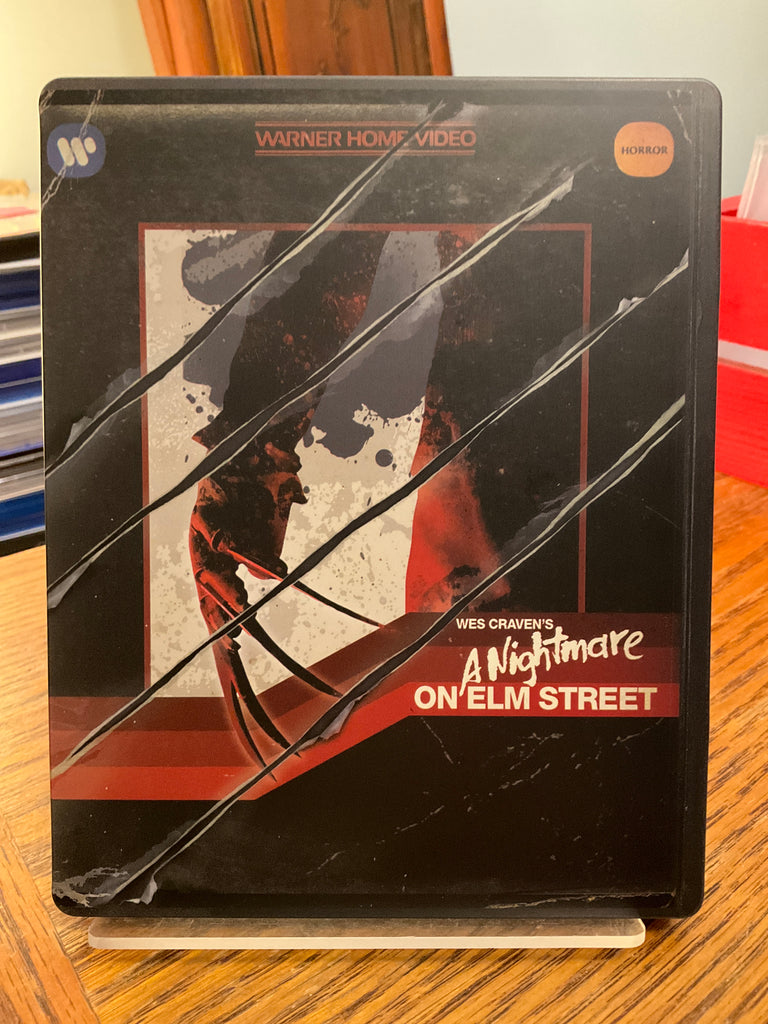 WARNER HOME VIDEO
HORROR
WES CRAVEN'S
A Nightmare
ON ELM STREET